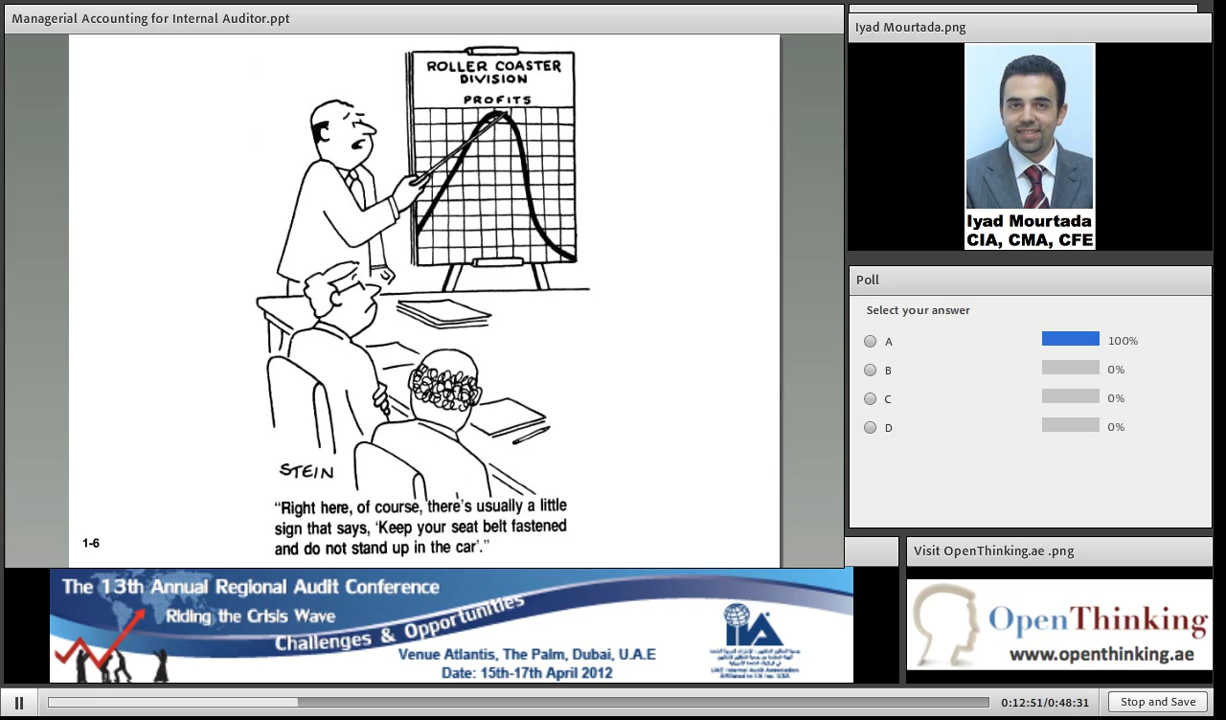 Managerial Accounting for Internal Auditor.ppt
ROLLER COASTER
DIVISION
PROFITS
STEIN
"Right here, of course, there's usually a little
sign that says, 'Keep your seat belt fastened
and do not stand up in the car'."
1-6
Iyad Mourtada.png
Iyad Mourtada
CIA, CMA, CFE
Poll
Select your answer
A 100%
B 0%
C 0%
D 0%
The 13th Annual Regional Audit Conference
Riding the Crisis Wave
Challenges & Opportunities
Venue Atlantis, The Palm, Dubai, U.A.E
Date: 15th-17th April 2012
IIA
Visit OpenThinking.ae .png
OpenThinking
www.openthinking.ae
0:12:51/0:48:31
Stop and Save